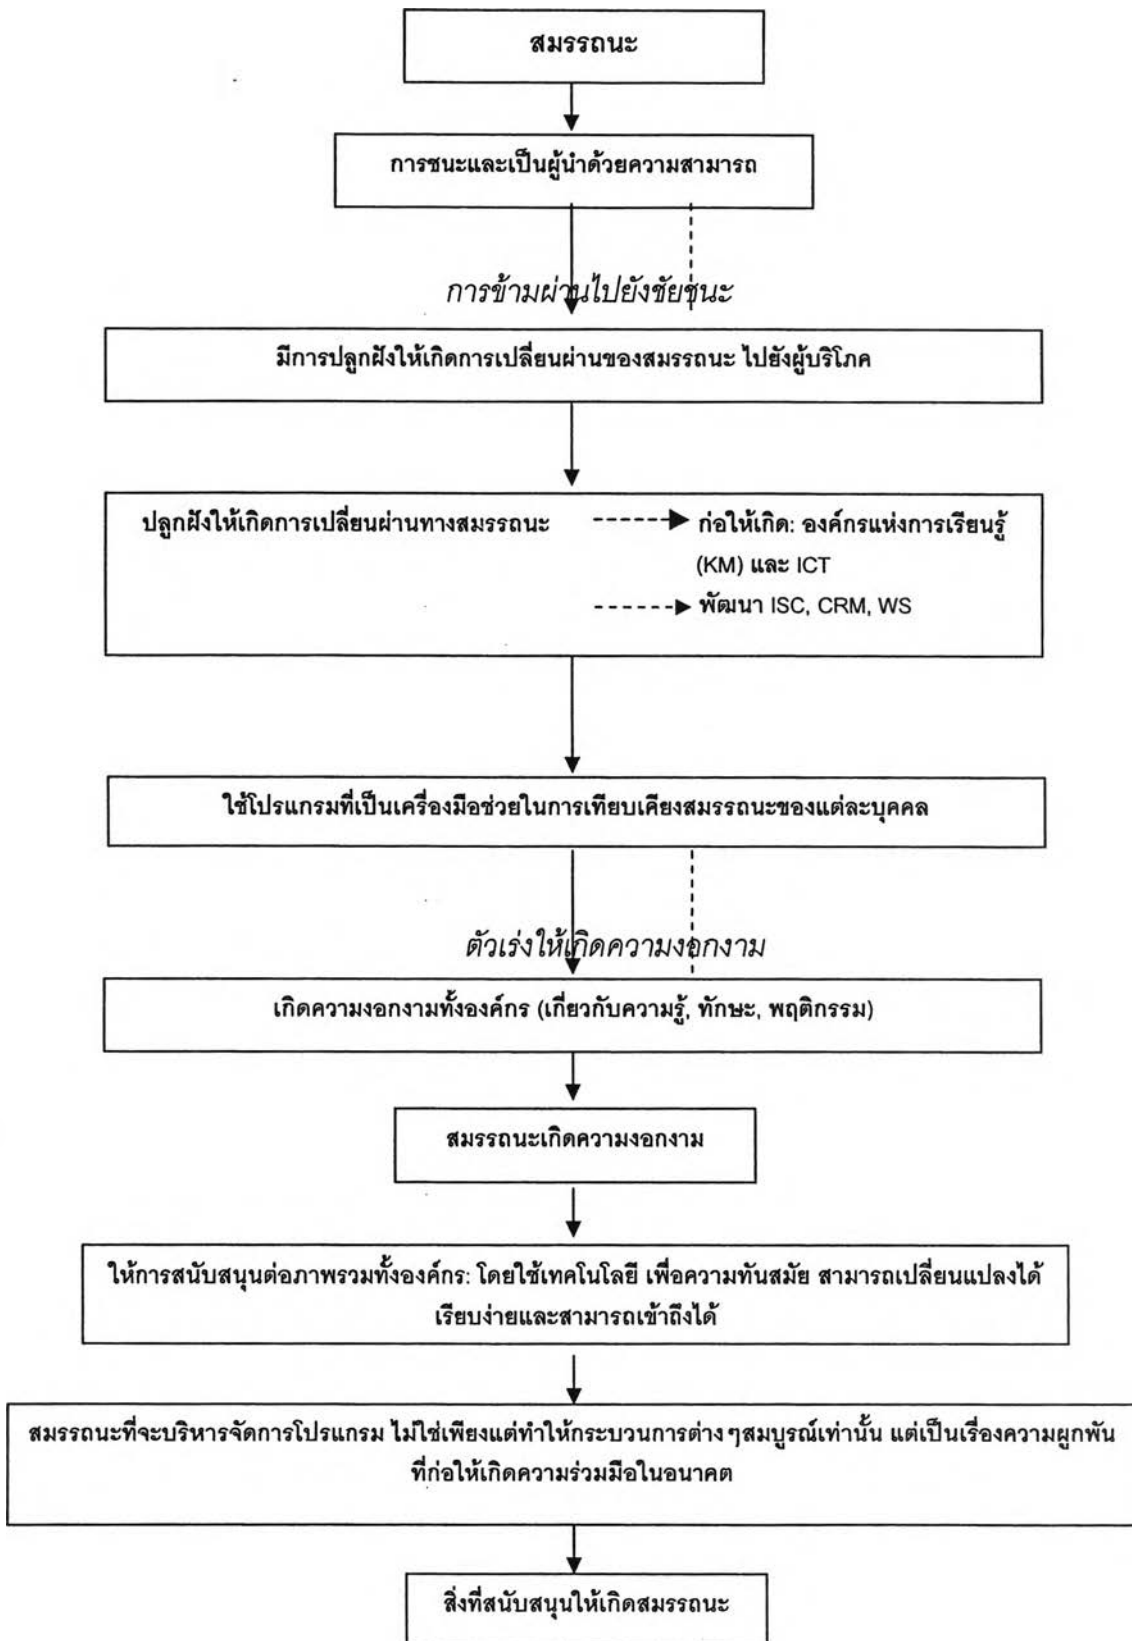 สมรรถนะ
การชนะและเป็นผู้นำด้วยความสามารถ
การข้ามผ่านไปยังชัยชนะ
มีการปลูกฝังให้เกิดการเปลี่ยนผ่านของสมรรถนะ ไปยังผู้บริโภค
ปลูกฝังให้เกิดการเปลี่ยนผ่านทางสมรรถนะ
ก่อให้เกิด: องค์กรแห่งการเรียนรู้
(KM) และ ICT
พัฒนา ISC, CRM, WS
ใช้โปรแกรมที่เป็นเครื่องมือช่วยในการเทียบเคียงสมรรถนะของแต่ละบุคคล
ตัวเร่งให้เกิดความงอกงาม
เกิดความงอกงามทั้งองค์กร (เกี่ยวกับความรู้, ทักษะ, พฤติกรรม)
สมรรถนะเกิดความงอกงาม
ให้การสนับสนุนต่อภาพรวมทั้งองค์กร: โดยใช้เทคโนโลยี เพื่อความทันสมัย สามารถเปลี่ยนแปลงได้
เรียบง่ายและสามารถเข้าถึงได้
สมรรถนะที่จะบริหารจัดการโปรแกรม ไม่ใช่เพียงแต่ทำให้กระบวนการต่าง ๆสมบูรณ์เท่านั้น แต่เป็นเรื่องความผูกพัน
ที่ก่อให้เกิดความร่วมมือในอนาคต
สิ่งที่สนับสนุนให้เกิดสมรรถนะ